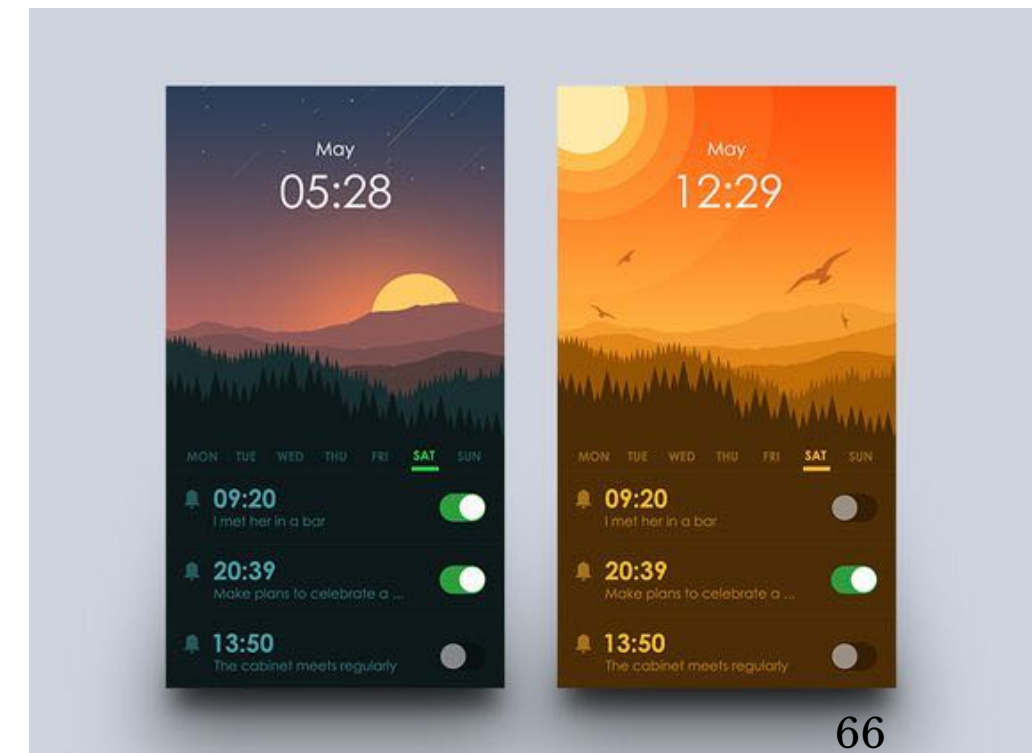 May
05:28
MON TUE WED THU FRI SAT SUN
09:20
I met her in a bar
20:39
Make plans to celebrate a ...
13:50
The cabinet meets regularly
May
12:29
MON TUE WED THU FRI SAT SUN
09:20
I met her in a bar
20:39
Make plans to celebrate a ...
13:50
The cabinet meets regularly
66